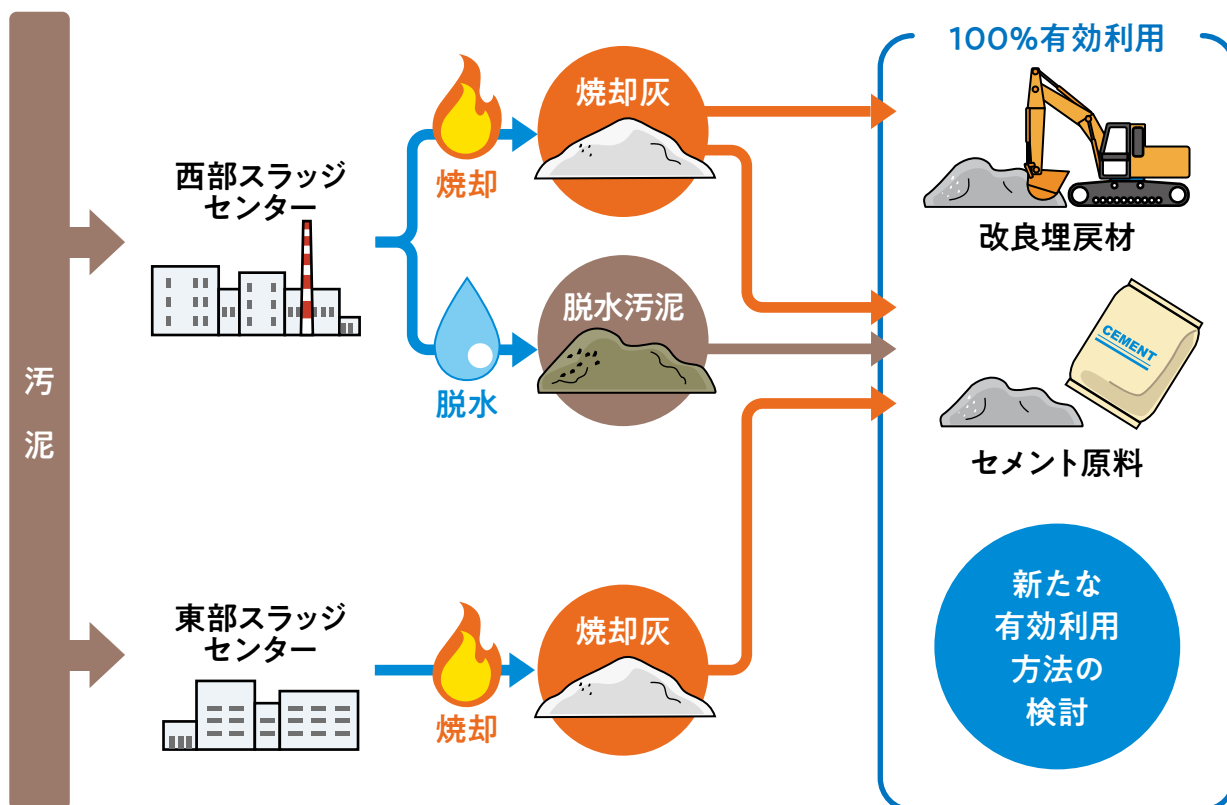 汚泥
西部スラッジ
センター
焼却
焼却灰
脱水
脱水汚泥
東部スラッジ
センター
焼却
焼却灰
100%有効利用
改良埋戻材
CEMENT
セメント原料
新たな
有効利用
方法の
検討